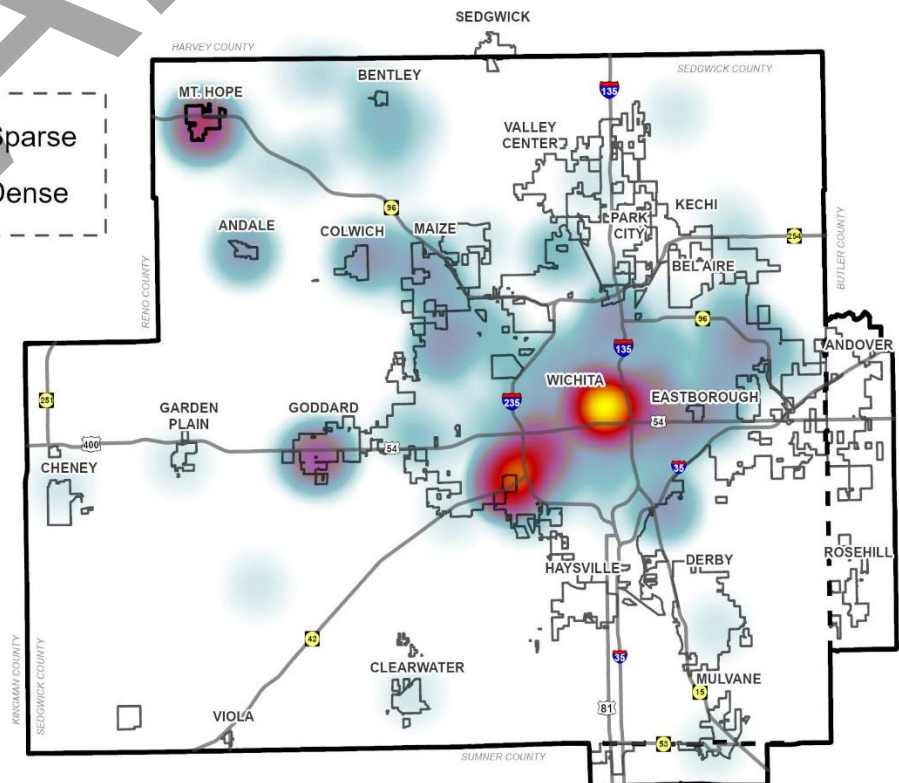 SEDGWICK
HARVEY COUNTY
SEDGWICK COUNTY
BENTLEY
MT. HOPE
135
VALLEY
CENTER
Dense
96
KECHI
ANDALE
COLWICH
MAIZE
PARK
CITY
254
BEL AIRE
RENO COUNTY
BUTLER COUNTY
96
135
ANDOVER
WICHITA
251
235
EASTBOROUGH
GARDEN
PLAIN
GODDARD
54
400
54
CHENEY
35
HAYSVILLE
DERBY
ROSEHILL
42
KINGMAN COUNTY
SEDGWICK COUNTY
35
CLEARWATER
MULVANE
15
81
VIOLA
53
SUMNER COUNTY